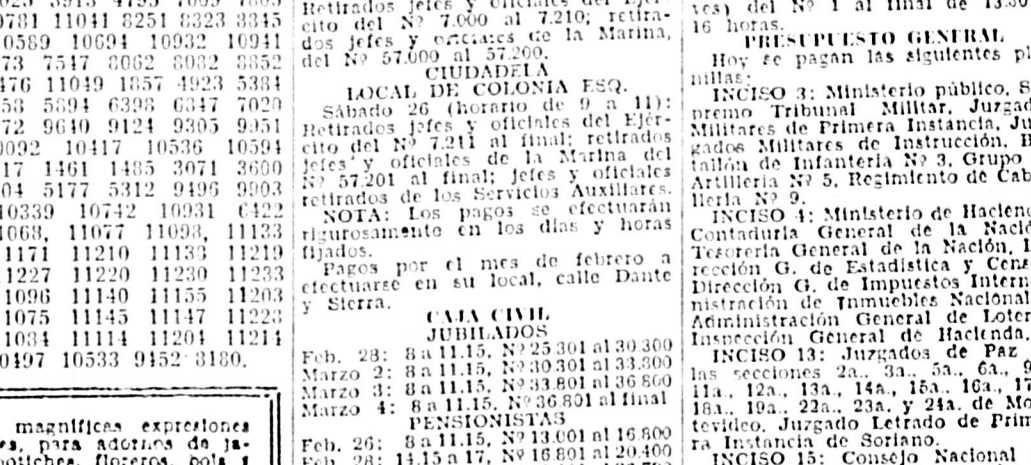 10781 11041 8251 8323 3345
10589 10694 10932 10941
73 7547 8062 8032 8852
476 11049 1857 4923 5384
58 5894 6398 6347 7020
72 9640 9124 9305 9951
0092 10417 10536 10594
17 1461 1485 3071 3600
04 5177 5312 9496 9903
10339 10742 10931 6422
1068, 11077 11093, 11133
1171 11210 11133 11219
1227 11220 11230 11233
1096 11140 11155 11203
1075 11145 11147 11223
1034 11114 11204 11214
0497 10533 9452 3180.
magníficas expresiones
es, para adornos de ja-
floreros, bols y
Retirados jefes y oficiales del Ejér-
cito del Nº 7.000 al 7.210; retira-
dos jefes y oficiales de la Marina,
del Nº 57.000 al 57.200.
CIUDADELA
LOCAL DE COLONIA ESQ.
Sábado 26 (horario de 9 a 11):
Retirados jefes y oficiales del Ejér-
cito del Nº 7.211 al final; retirados
jefes y oficiales de la Marina del
Nº 57.201 al final; jefes y oficiales
retirados de los Servicios Auxiliares.
NOTA: Los pagos se efectuarán
rigurosamente en los días y horas
fijados.
Pagos por el mes de febrero a
efectuarse en su local, calle Dante
y Sierra.
CAJA CIVIL
JUBILADOS
Feb. 28: 8 a 11.15, Nº 25.301 al 30.300
Marzo 2: 8 a 11.15, Nº 30.301 al 33.800
Marzo 3: 8 a 11.15, Nº 33.801 al 36.800
Marzo 4: 8 a 11.15, Nº 36.801 al final
PENSIONISTAS
Feb. 26: 8 a 11.15, Nº 13.001 al 16.800
Feb. 28: 14.15 a 17, Nº 16.801 al 20.400
del Nº 1 al final de 13.30
16 horas.
PRESUPUESTO GENERAL
Hoy se pagan las siguientes pl
nillas:
INCISO 3: Ministerio público, S
premo Tribunal Militar, Juzgad
Militares de Primera Instancia, Ju
gados Militares de Instrucción, B
tallón de Infantería Nº 3, Grupo
Artillería Nº 5, Regimiento de Cab
llería Nº 9.
INCISO 4: Ministerio de Haciend
Contaduría General de la Nació
Tesorería General de la Nación, D
rección G. de Estadística y Cens
Dirección G. de Impuestos Intern
nistración de Inmuebles Nacional
Administración General de Loter
Inspección General de Hacienda.
INCISO 13: Juzgados de Paz
las secciones 2a., 3a., 5a., 6a., 9
11a., 12a., 13a., 14a., 15a., 16a., 17
18a., 19a., 22a., 23a. y 24a. de Mo
tevideo, Juzgado Letrado de Prim
ra Instancia de Soriano.
INCISO 15: Consejo Nacional